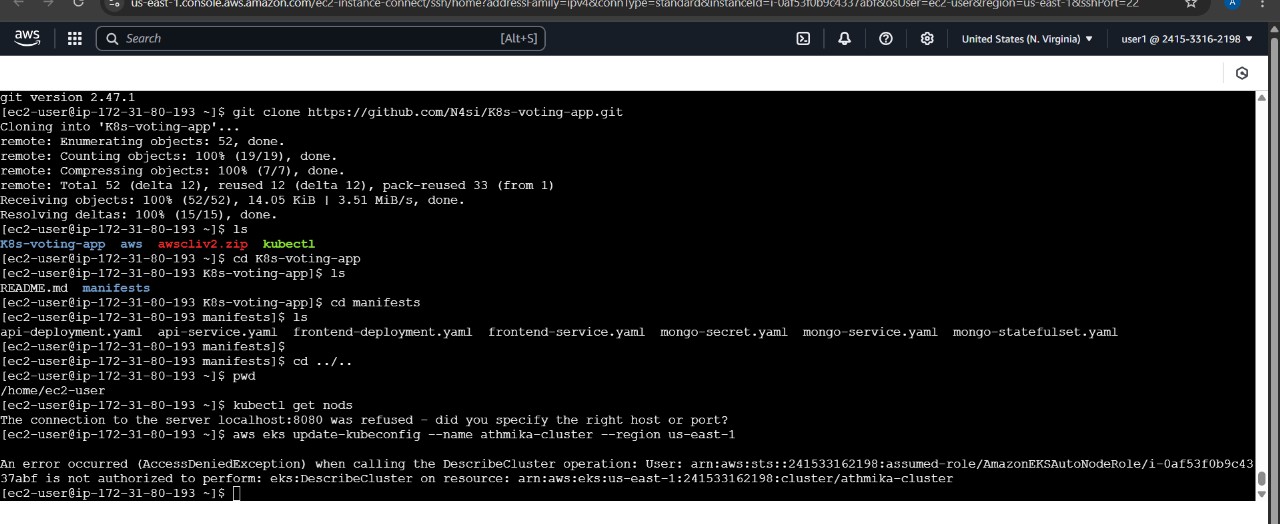 us-east-1.console.aws.amazon.com/ec2-instance-connect/ssh/home?addressFamily=ipv4&connType=standard&instanceId=i-0af53f0b9c4337abf&osUser=ec2-user&region=us-east-1&sshPort=22
A
aws Search [Alt+S] United States (N. Virginia) ▼ user1 @ 2415-3316-2198 ▼
git version 2.47.1
[ec2-user@ip-172-31-80-193 ~]$ git clone https://github.com/N4si/K8s-voting-app.git
Cloning into 'K8s-voting-app'...
remote: Enumerating objects: 52, done.
remote: Counting objects: 100% (19/19), done.
remote: Compressing objects: 100% (7/7), done.
remote: Total 52 (delta 12), reused 12 (delta 12), pack-reused 33 (from 1)
Receiving objects: 100% (52/52), 14.05 KiB | 3.51 MiB/s, done.
Resolving deltas: 100% (15/15), done.
[ec2-user@ip-172-31-80-193 ~]$ ls
K8s-voting-app  aws  awscliv2.zip  kubectl
[ec2-user@ip-172-31-80-193 ~]$ cd K8s-voting-app
[ec2-user@ip-172-31-80-193 K8s-voting-app]$ ls
README.md  manifests
[ec2-user@ip-172-31-80-193 K8s-voting-app]$ cd manifests
[ec2-user@ip-172-31-80-193 manifests]$ ls
api-deployment.yaml  api-service.yaml  frontend-deployment.yaml  frontend-service.yaml  mongo-secret.yaml  mongo-service.yaml  mongo-statefulset.yaml
[ec2-user@ip-172-31-80-193 manifests]$
[ec2-user@ip-172-31-80-193 manifests]$ cd ../..
[ec2-user@ip-172-31-80-193 ~]$ pwd
/home/ec2-user
[ec2-user@ip-172-31-80-193 ~]$ kubectl get nods
The connection to the server localhost:8080 was refused - did you specify the right host or port?
[ec2-user@ip-172-31-80-193 ~]$ aws eks update-kubeconfig --name athmika-cluster --region us-east-1
An error occurred (AccessDeniedException) when calling the DescribeCluster operation: User: arn:aws:sts::241533162198:assumed-role/AmazonEKSAutoNodeRole/i-0af53f0b9c43
37abf is not authorized to perform: eks:DescribeCluster on resource: arn:aws:eks:us-east-1:241533162198:cluster/athmika-cluster
[ec2-user@ip-172-31-80-193 ~]$